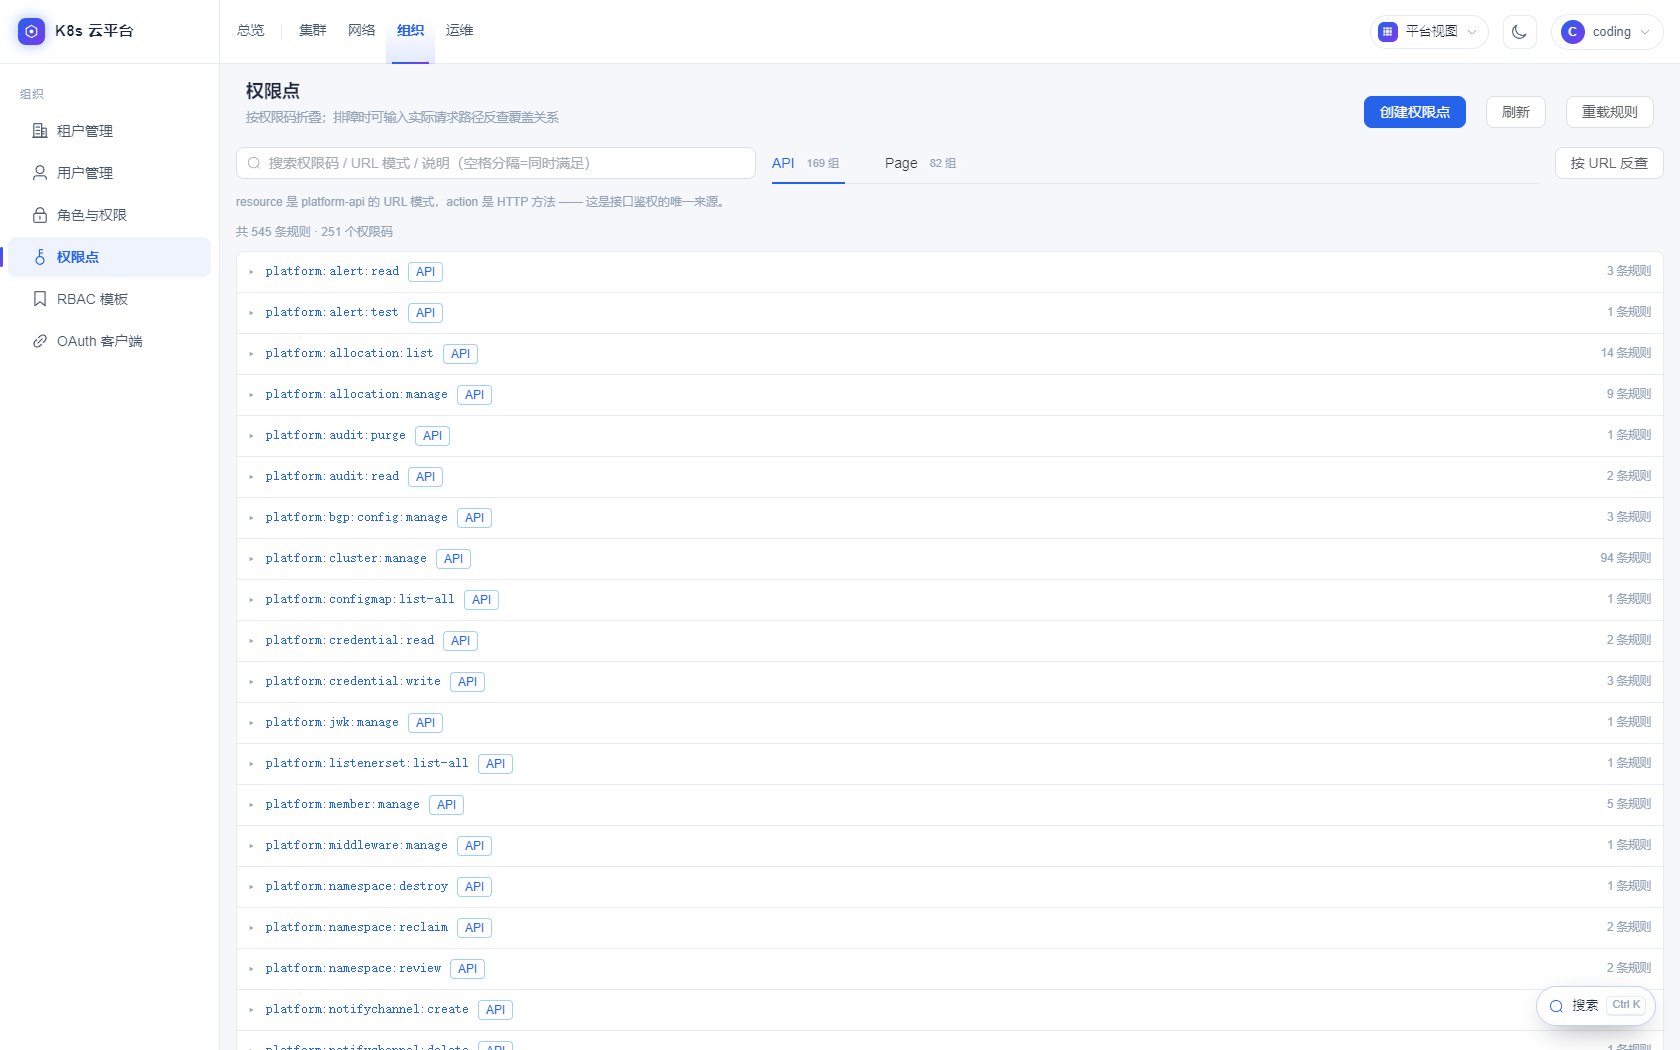 K8s 云平台
总览
集群
网络
组织
运维
平台视图
C
coding
组织
租户管理
用户管理
角色与权限
权限点
RBAC 模板
OAuth 客户端
权限点
按权限码折叠；排障时可输入实际请求路径反查覆盖关系
创建权限点
刷新
重载规则
搜索权限码 / URL 模式 / 说明（空格分隔=同时满足）
API 169 组
Page 82 组
按 URL 反查
resource 是 platform-api 的 URL 模式，action 是 HTTP 方法 —— 这是接口鉴权的唯一来源。
共 545 条规则 · 251 个权限码
platform:alert:read API 3 条规则
platform:alert:test API 1 条规则
platform:allocation:list API 14 条规则
platform:allocation:manage API 9 条规则
platform:audit:purge API 1 条规则
platform:audit:read API 2 条规则
platform:bgp:config:manage API 3 条规则
platform:cluster:manage API 94 条规则
platform:configmap:list-all API 1 条规则
platform:credential:read API 2 条规则
platform:credential:write API 3 条规则
platform:jwk:manage API 1 条规则
platform:listenerset:list-all API 1 条规则
platform:member:manage API 5 条规则
platform:middleware:manage API 1 条规则
platform:namespace:destroy API 1 条规则
platform:namespace:reclaim API 2 条规则
platform:namespace:review API 2 条规则
platform:notifychannel:create API
platform:notifychannel:delete API 1 条规则
搜索 Ctrl K